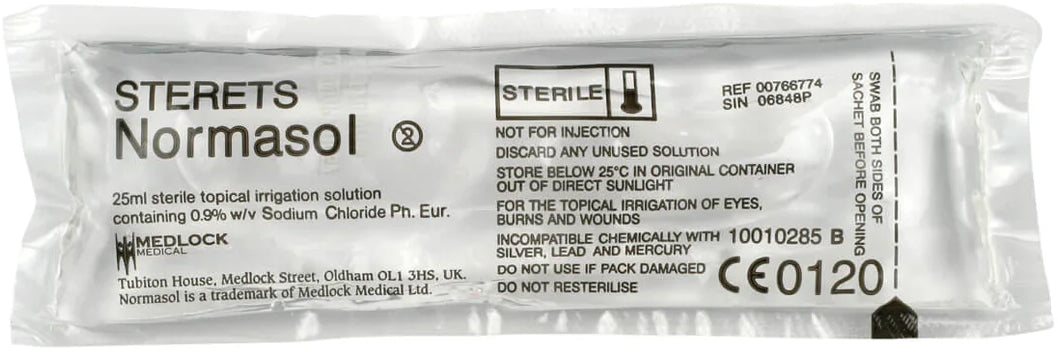 STERETS
Normasol
25ml sterile topical irrigation solution
containing 0.9% w/v Sodium Chloride Ph. Eur.
MEDLOCK
MEDICAL
Tubiton House, Medlock Street, Oldham OL1 3HS, UK.
Normasol is a trademark of Medlock Medical Ltd.
STERILE
REF 00766774
SIN 06848P
NOT FOR INJECTION
DISCARD ANY UNUSED SOLUTION
STORE BELOW 25°C IN ORIGINAL CONTAINER
OUT OF DIRECT SUNLIGHT
FOR THE TOPICAL IRRIGATION OF EYES,
BURNS AND WOUNDS
INCOMPATIBLE CHEMICALLY WITH
SILVER, LEAD AND MERCURY
DO NOT USE IF PACK DAMAGED
DO NOT RESTERILISE
10010285 B
CE 0120
SWAB BOTH SIDES OF
SACHET BEFORE OPENING